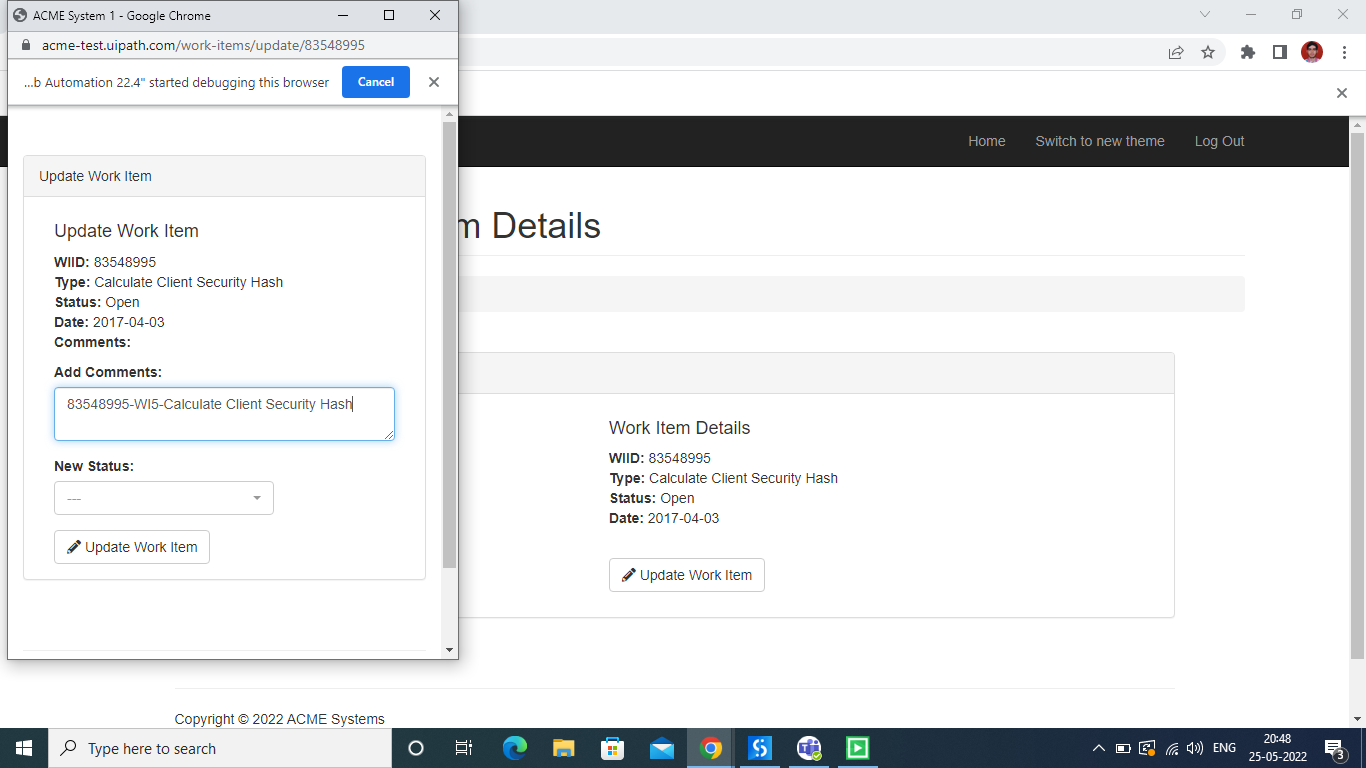 ACME System 1 - Google Chrome
acme-test.uipath.com/work-items/update/83548995
...b Automation 22.4" started debugging this browser
Cancel
Update Work Item
Update Work Item
WIID: 83548995
Type: Calculate Client Security Hash
Status: Open
Date: 2017-04-03
Comments:
Add Comments:
83548995-WI5-Calculate Client Security Hash
New Status:
---
Update Work Item
Home
Switch to new theme
Log Out
m Details
Work Item Details
WIID: 83548995
Type: Calculate Client Security Hash
Status: Open
Date: 2017-04-03
Update Work Item
Copyright © 2022 ACME Systems
Type here to search
ENG
20:48
25-05-2022
3